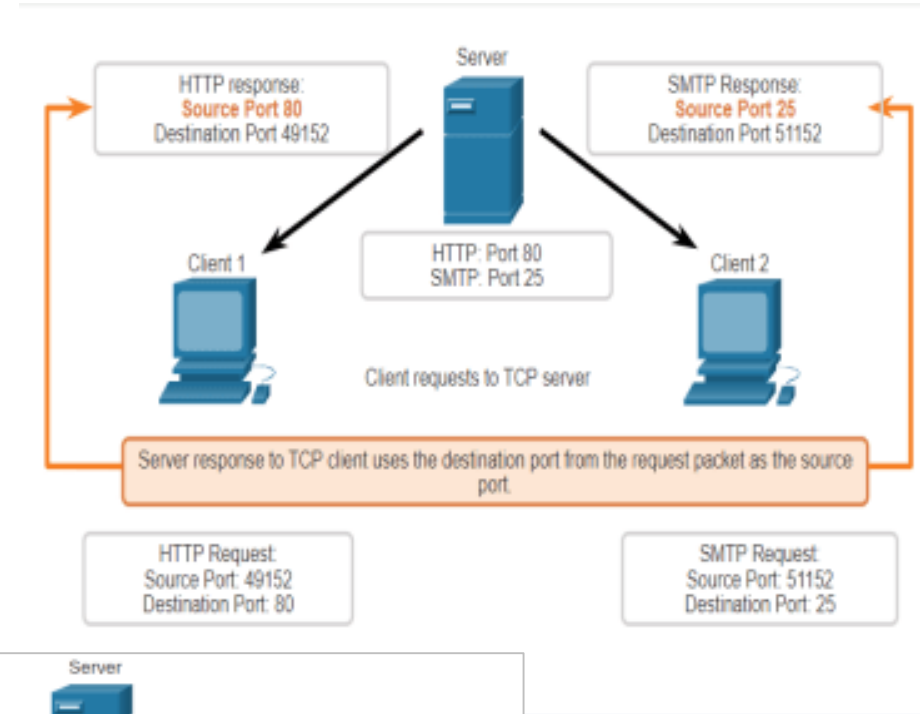 Server
HTTP response:
Source Port 80
Destination Port 49152
SMTP Response:
Source Port 25
Destination Port 51152
HTTP: Port 80
SMTP: Port 25
Client 1
Client 2
Client requests to TCP server
Server response to TCP client uses the destination port from the request packet as the source
port.
HTTP Request:
Source Port: 49152
Destination Port: 80
SMTP Request:
Source Port: 51152
Destination Port: 25
Server